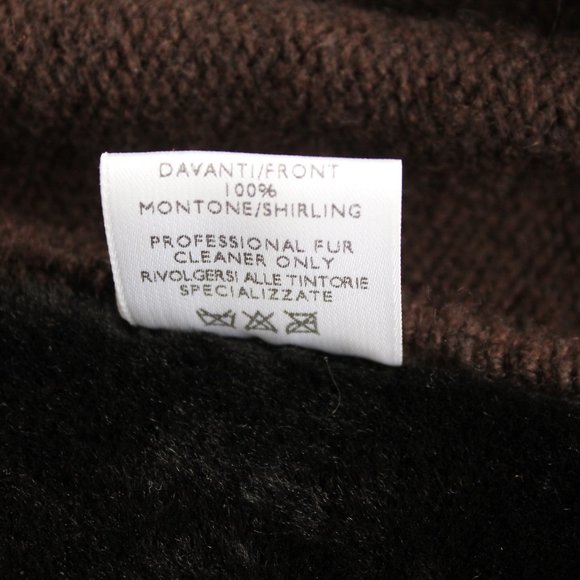 DAVANTI/FRONT
100%
MONTONE/SHIRLING
PROFESSIONAL FUR
CLEANER ONLY
RIVOLGERSI ALLE TINTORIE
SPECIALIZZATE